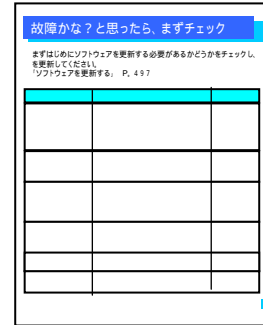 故障かな？と思ったら、まずチェック
まずはじめにソフトウェアを更新する必要があるかどうかをチェックし、
を更新してください。
「ソフトウェアを更新する」 P. 497